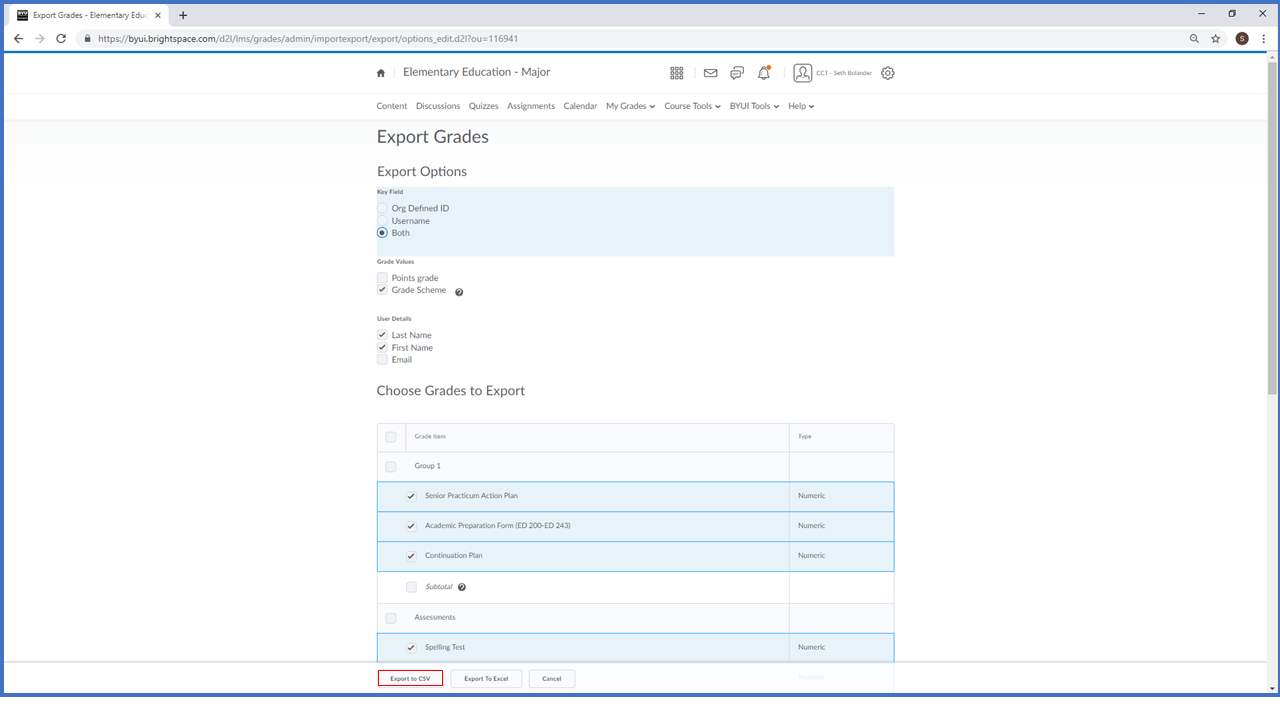 Export Grades - Elementary Educ
https://byui.brightspace.com/d2l/lms/grades/admin/importexport/export/options_edit.d2l?ou=116941
S
Elementary Education - Major
CCT - Seth Bolander
Content Discussions Quizzes Assignments Calendar My Grades Course Tools BYUI Tools Help
Export Grades
Export Options
Key Field
Org Defined ID
Username
Both
Grade Values
Points grade
Grade Scheme
User Details
Last Name
First Name
Email
Choose Grades to Export
Grade Item Type
Group 1
Senior Practicum Action Plan Numeric
Academic Preparation Form (ED 200-ED 243) Numeric
Continuation Plan Numeric
Subtotal
Assessments
Spelling Test Numeric
Numeric
Export to CSV Export To Excel Cancel